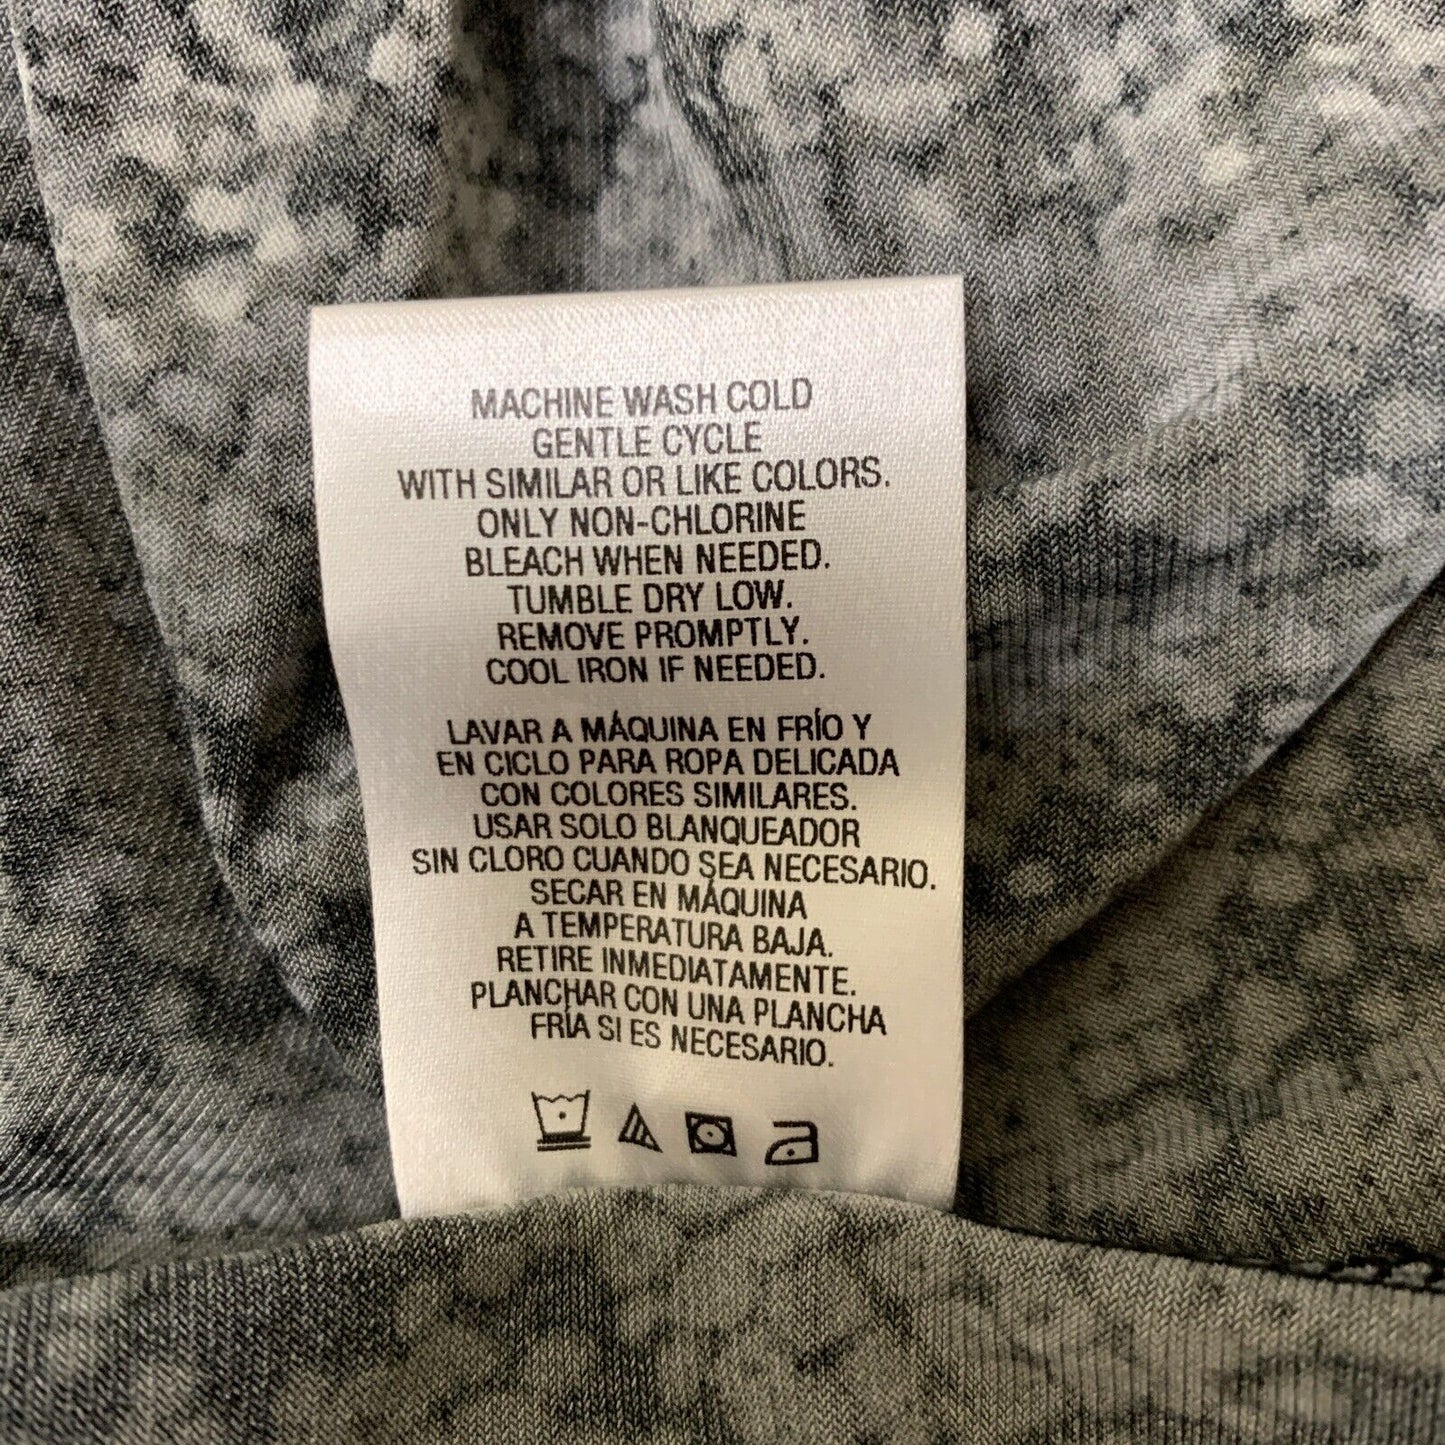 MACHINE WASH COLD
GENTLE CYCLE
WITH SIMILAR OR LIKE COLORS.
ONLY NON-CHLORINE
BLEACH WHEN NEEDED.
TUMBLE DRY LOW.
REMOVE PROMPTLY.
COOL IRON IF NEEDED.
LAVAR A MÁQUINA EN FRÍO Y
EN CICLO PARA ROPA DELICADA
CON COLORES SIMILARES.
USAR SOLO BLANQUEADOR
SIN CLORO CUANDO SEA NECESARIO.
SECAR EN MÁQUINA
A TEMPERATURA BAJA.
RETIRE INMEDIATAMENTE.
PLANCHAR CON UNA PLANCHA
FRÍA SI ES NECESARIO.